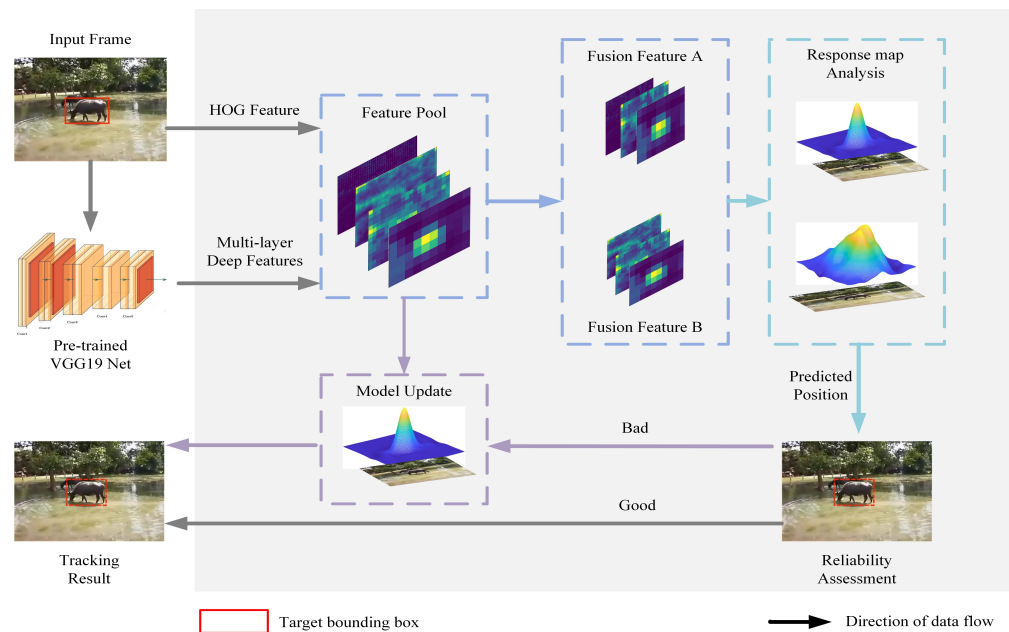 Input Frame
HOG Feature
Feature Pool
Fusion Feature A
Response map
Analysis
Multi-layer
Deep Features
Pre-trained
VGG19 Net
Fusion Feature B
Model Update
Predicted
Position
Bad
Good
Tracking
Result
Reliability
Assessment
Target bounding box
Direction of data flow